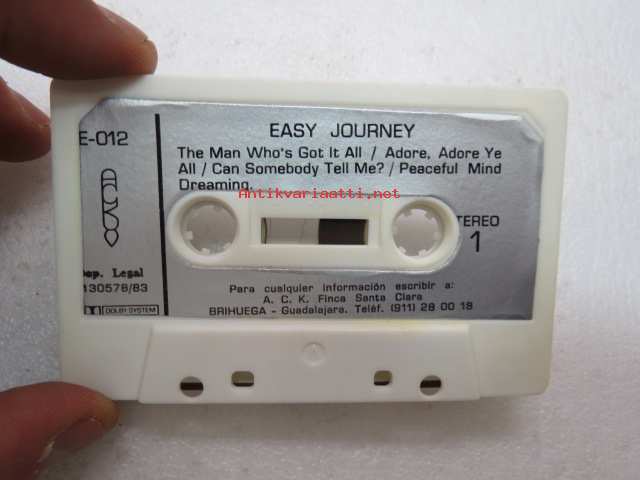 E-012
EASY JOURNEY
The Man Who's Got It All / Adore, Adore Ye
All / Can Somebody Tell Me? / Peaceful Mind
Dreaming.
Antikvariaatti.net
STEREO
1
Dep. Legal
130578/83
DOLBY SYSTEM
Para cualquier información escribir a:
A. C. K. Finca Santa Clara
BRIHUEGA - Guadalajara. Teléf. (911) 28 00 18